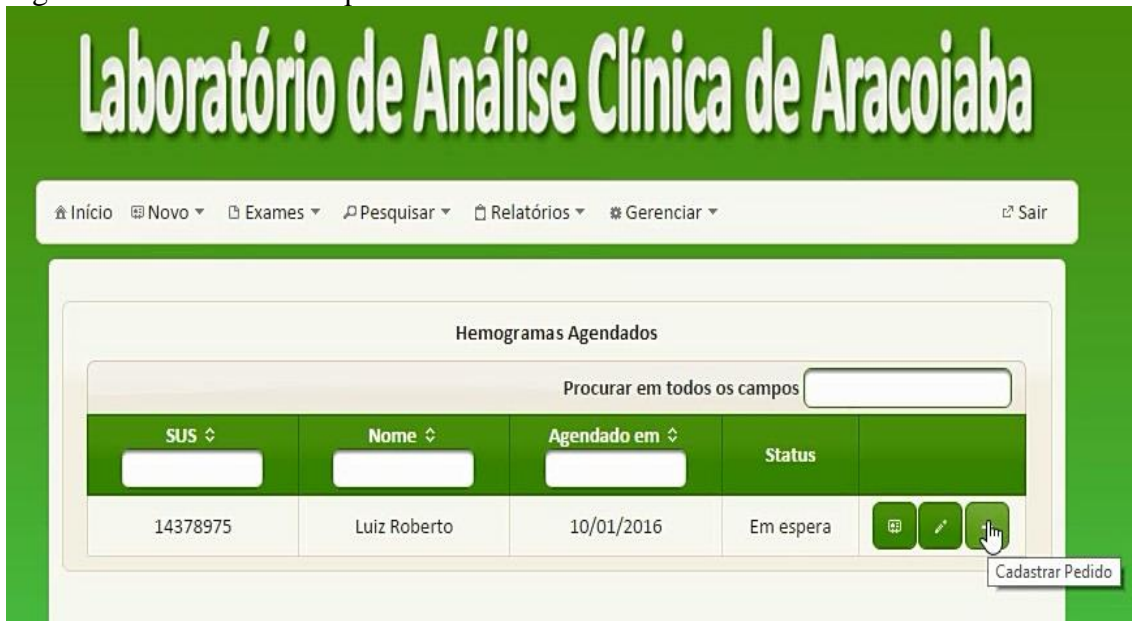 Laboratório de Análise Clínica de Aracoiaba
Início Novo Exames Pesquisar Relatórios Gerenciar Sair
Hemogramas Agendados
Procurar em todos os campos
SUS Nome Agendado em Status
14378975 Luiz Roberto 10/01/2016 Em espera
Cadastrar Pedido